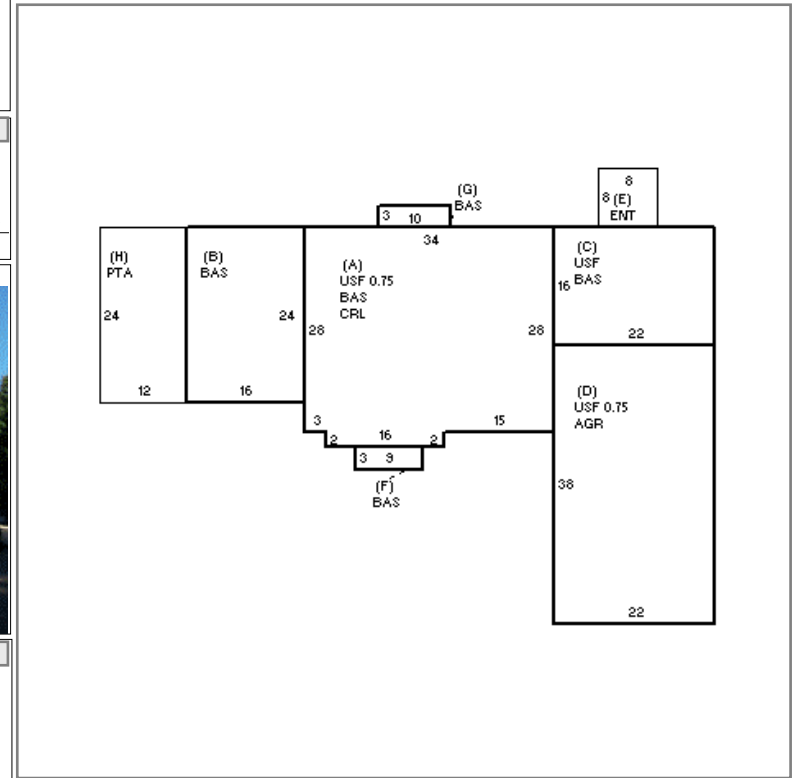 8
8 (E)
ENT
(G)
BAS
3 10
34
(H)
PTA
24
12
(B)
BAS
24
16
(A)
USF 0.75
BAS
CRL
28
28
(C)
USF
BAS
16
22
3
2
16
2
15
3 9
(F)
BAS
(D)
USF 0.75
AGR
38
22